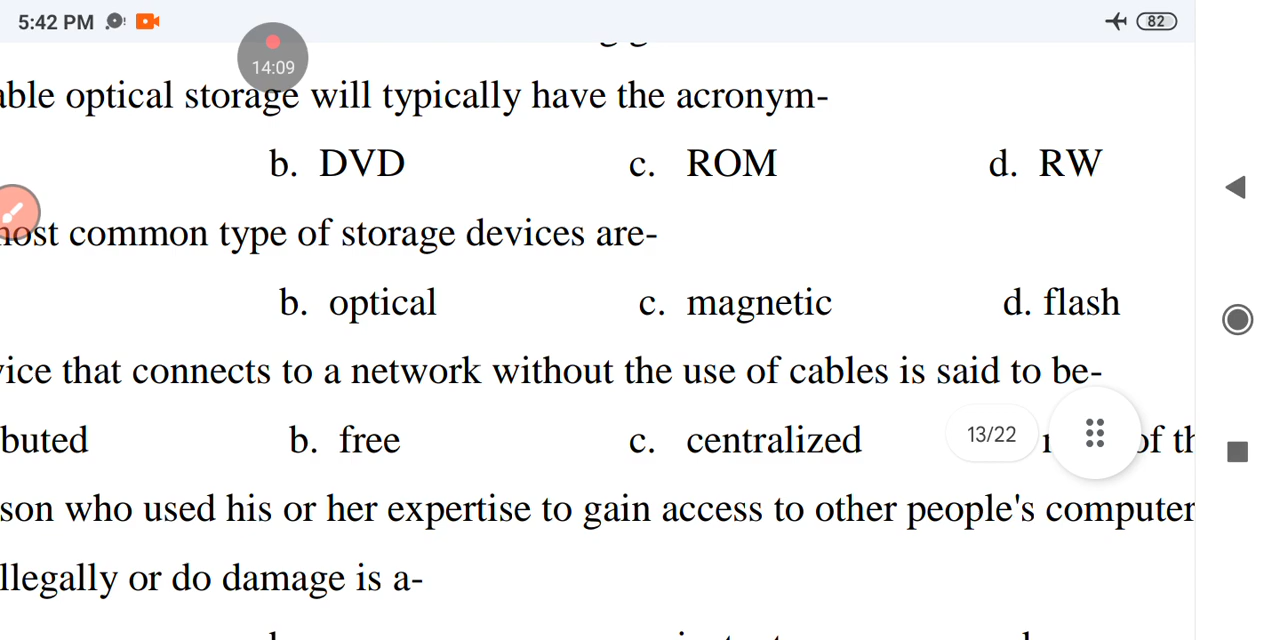 5:42 PM 82
14:09
able optical storage will typically have the acronym-
b. DVD c. ROM d. RW
most common type of storage devices are-
b. optical c. magnetic d. flash
vice that connects to a network without the use of cables is said to be-
buted b. free c. centralized 13/22 of th
son who used his or her expertise to gain access to other people's computer
llegally or do damage is a-